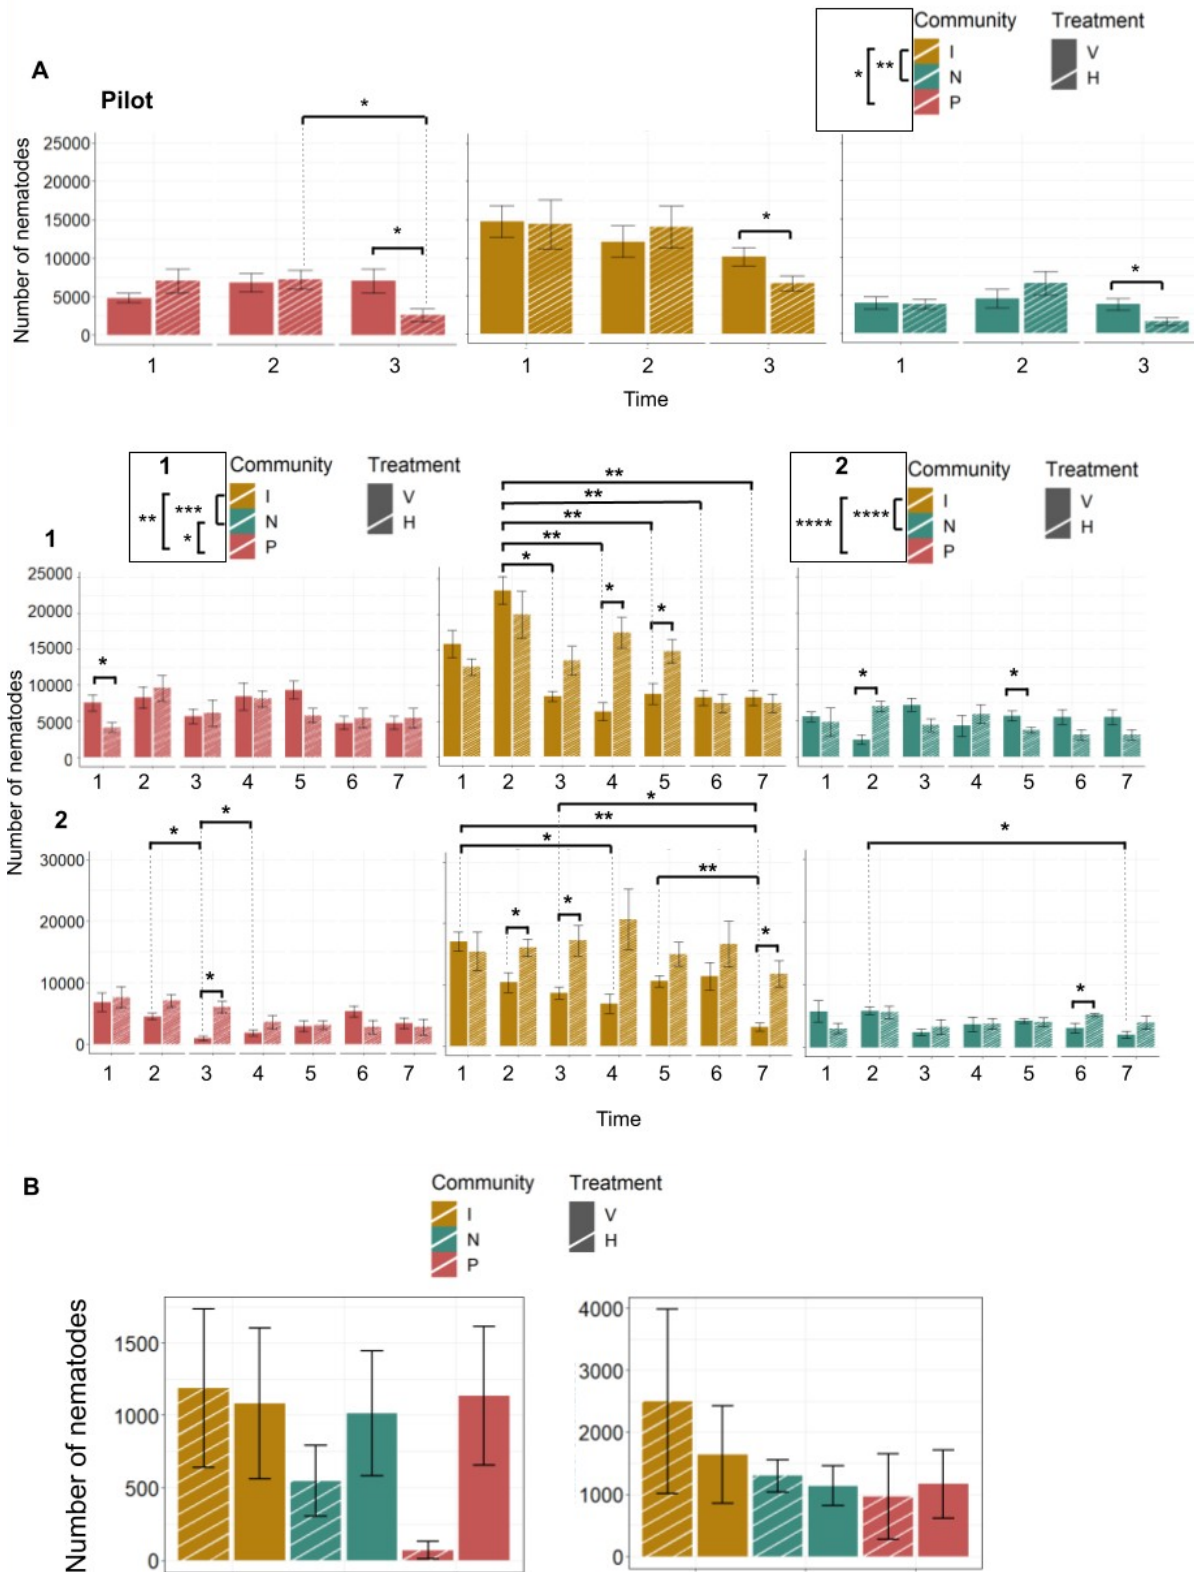 Community Treatment
I V
** N H
* P
A
Pilot
*
* * *
Number of nematodes
25000
20000
15000
10000
5000
0
1 2 3 1 2 3 1 2 3
Time
1 Community Treatment
I V
** *** N H
* P
2 Community Treatment
I V
**** **** N H
P
1
**
**
**
**
*
* *
*
* *
Number of nematodes
25000
20000
15000
10000
5000
0
1 2 3 4 5 6 7 1 2 3 4 5 6 7 1 2 3 4 5 6 7
2
* *
*
*
**
*
**
* * *
*
*
30000
20000
10000
0
1 2 3 4 5 6 7 1 2 3 4 5 6 7 1 2 3 4 5 6 7
Time
B
Community Treatment
I V
N H
P
Number of nematodes
1500
1000
500
0
4000
3000
2000
1000
0